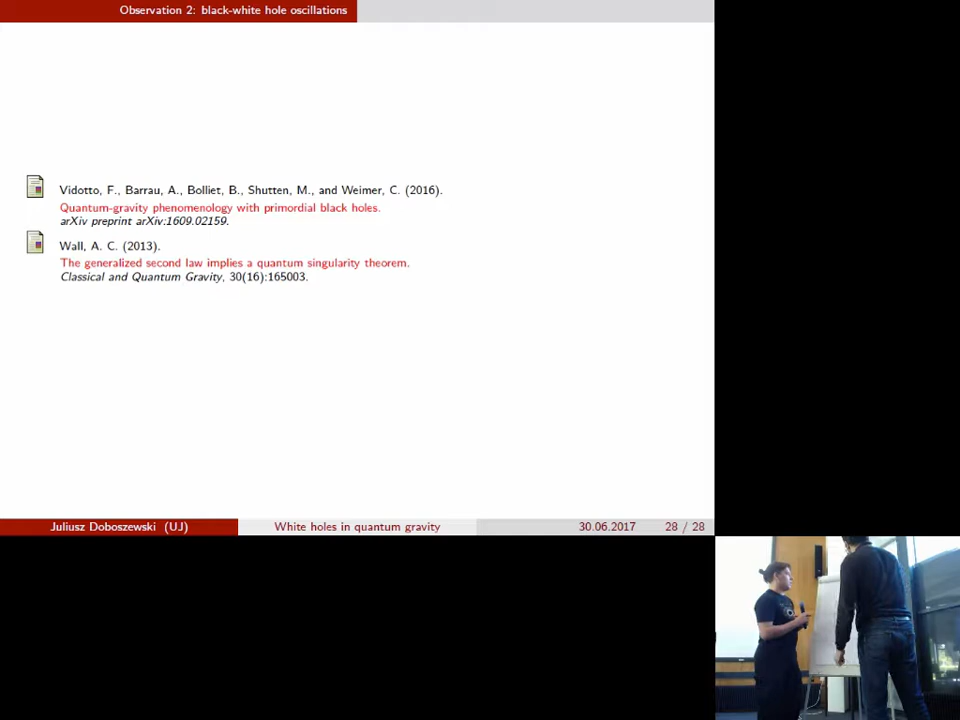 Observation 2: black-white hole oscillations
Vidotto, F., Barrau, A., Bolliet, B., Shutten, M., and Weimer, C. (2016).
Quantum-gravity phenomenology with primordial black holes.
arXiv preprint arXiv:1609.02159.
Wall, A. C. (2013).
The generalized second law implies a quantum singularity theorem.
Classical and Quantum Gravity, 30(16):165003.
Juliusz Doboszewski (UJ) White holes in quantum gravity 30.06.2017 28 / 28